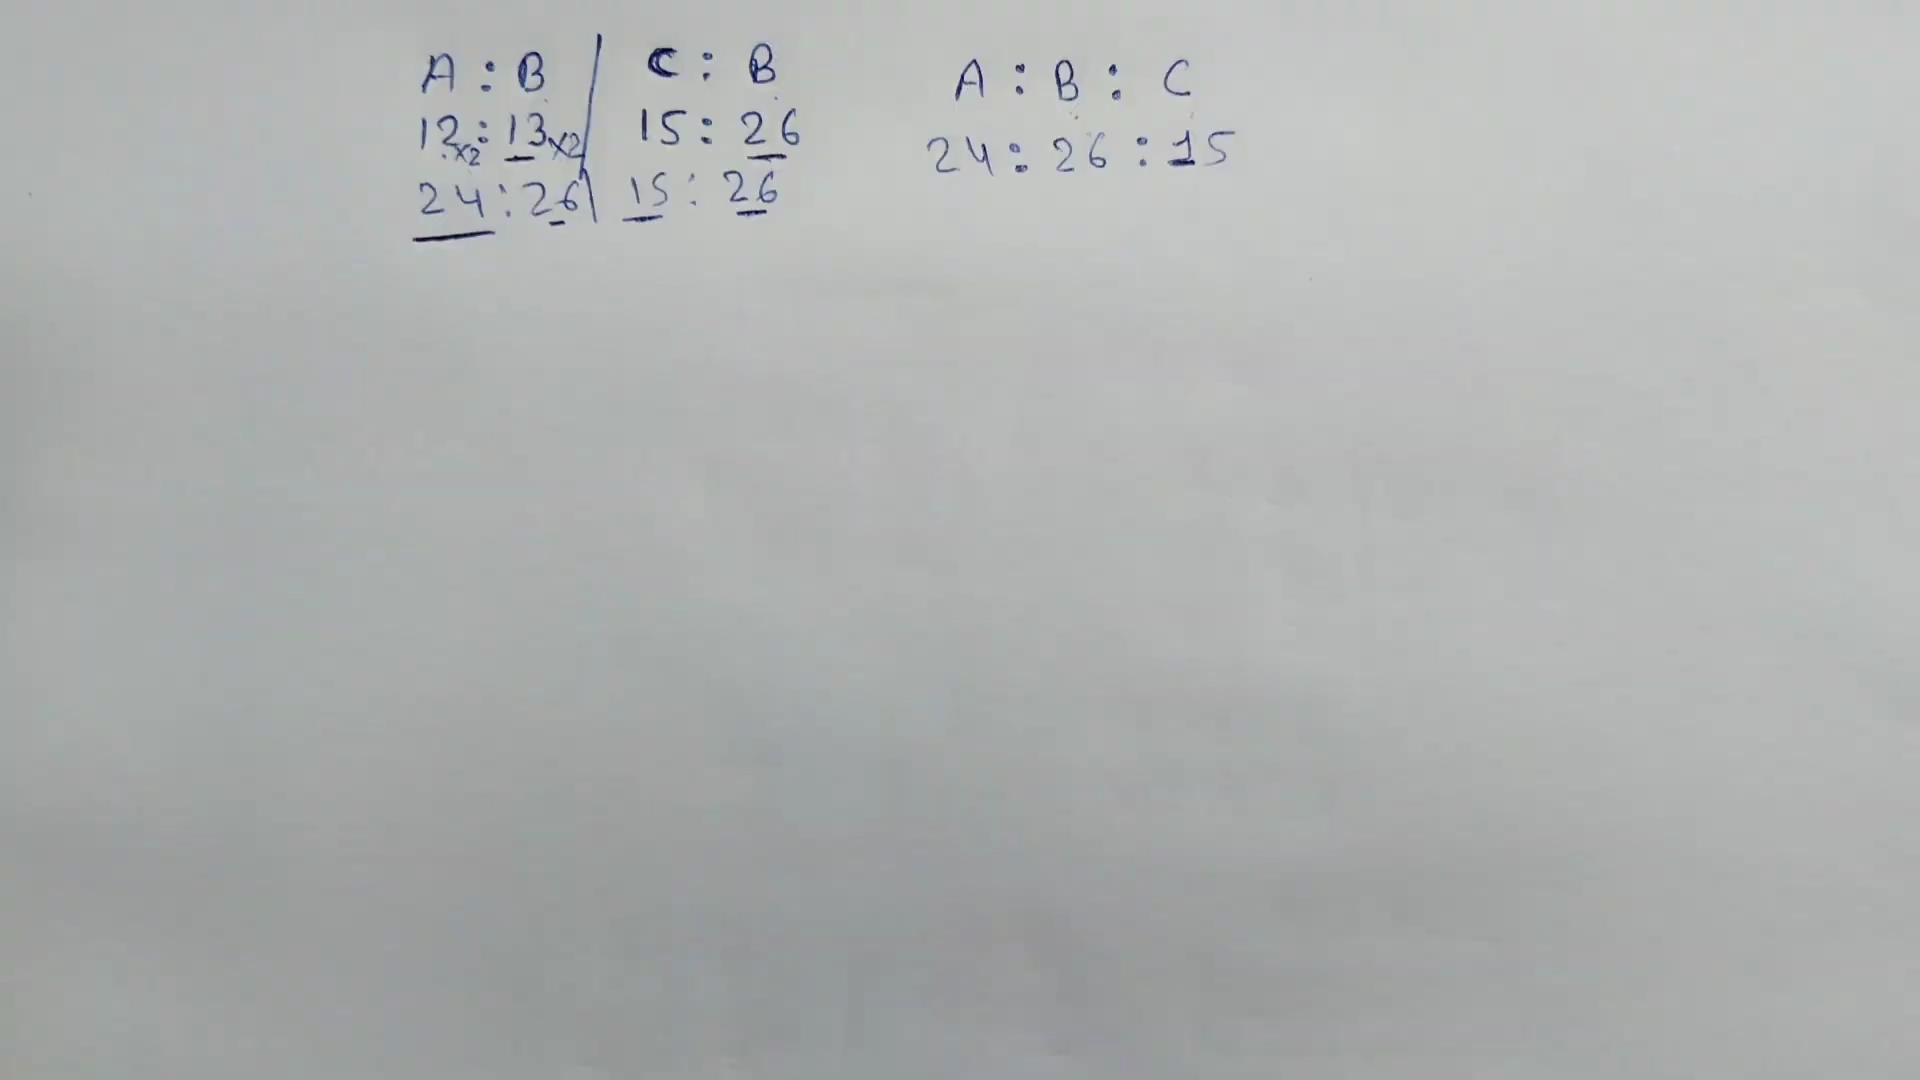 A : B / C : B
12x2 : 13x2 / 15 : 26
24 : 26 | 15 : 26
A : B : C
24 : 26 : 15